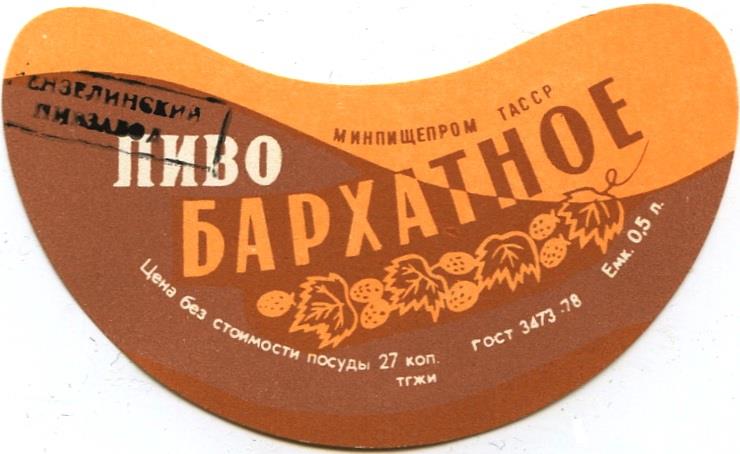 ЕНЗЕЛИНСКИЙ
ПИВЗАВОД
МИНПИЩЕПРОМ ТАССР
ПИВО
БАРХАТНОЕ
Цена без стоимости посуды 27 коп. ГОСТ 3473-78 Емк. 0,5 л.
ТГЖИ